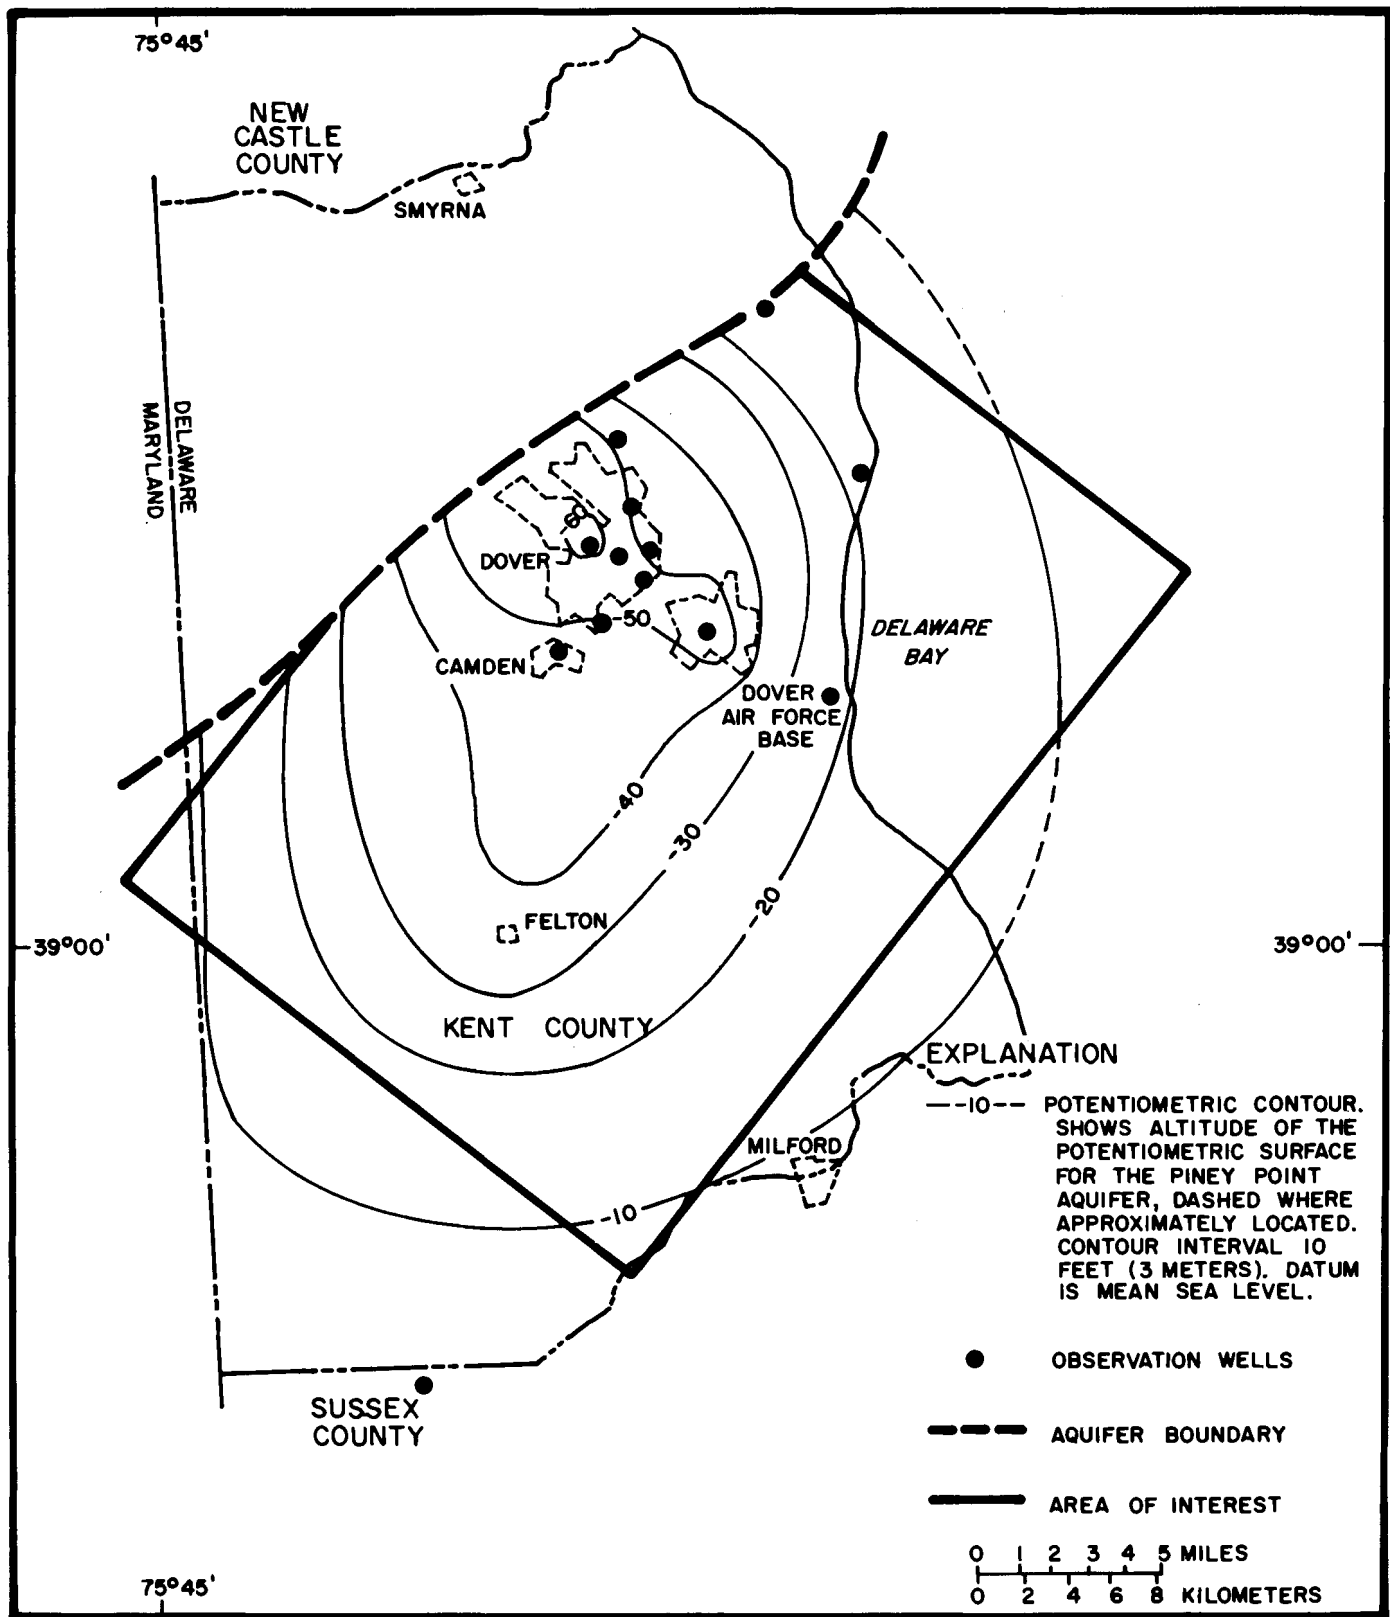 75°45'
NEW
CASTLE
COUNTY
SMYRNA
DELAWARE
MARYLAND
60
DOVER
-50
CAMDEN
DELAWARE
BAY
DOVER
AIR FORCE
BASE
-40
-30
-20
FELTON
39°00'
39°00'
KENT COUNTY
EXPLANATION
-10
POTENTIOMETRIC CONTOUR.
SHOWS ALTITUDE OF THE
POTENTIOMETRIC SURFACE
FOR THE PINEY POINT
AQUIFER, DASHED WHERE
APPROXIMATELY LOCATED.
CONTOUR INTERVAL 10
FEET (3 METERS). DATUM
IS MEAN SEA LEVEL.
MILFORD
-10
OBSERVATION WELLS
SUSSEX
COUNTY
AQUIFER BOUNDARY
AREA OF INTEREST
0 1 2 3 4 5 MILES
0 2 4 6 8 KILOMETERS
75°45'